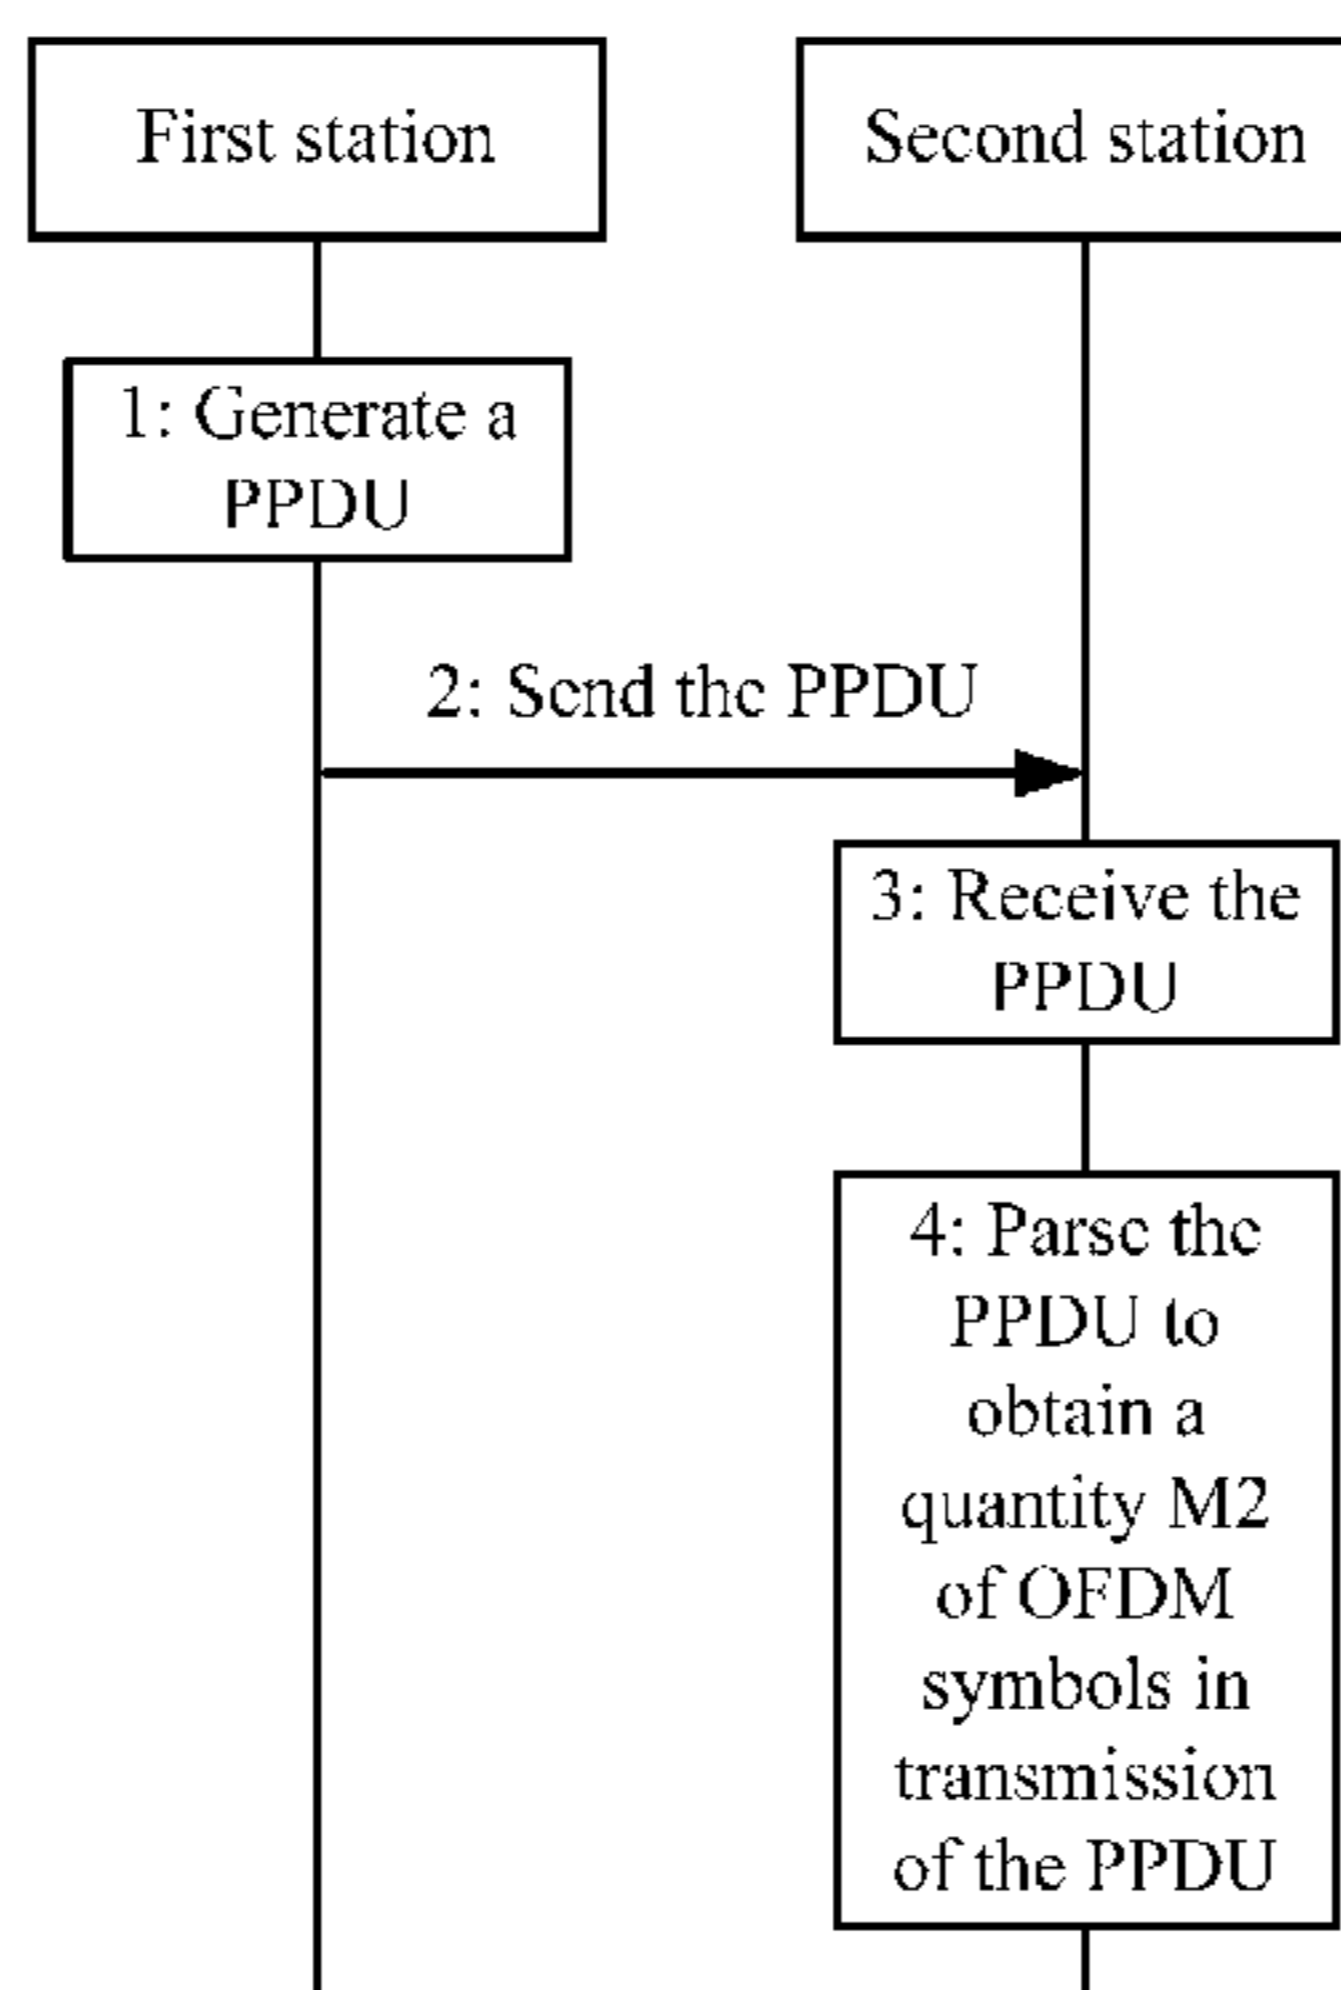 First station
Second station
1: Generate a
PPDU
2: Send the PPDU
3: Receive the
PPDU
4: Parse the
PPDU to
obtain a
quantity M2
of OFDM
symbols in
transmission
of the PPDU